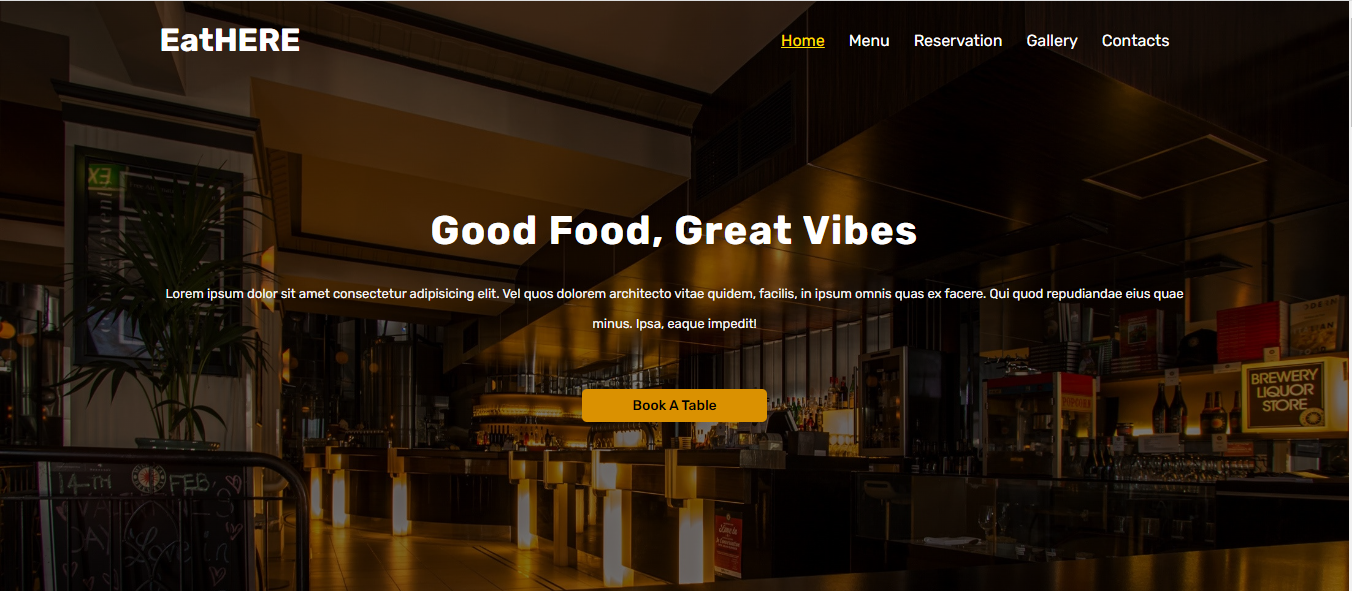 EatHERE
Home Menu Reservation Gallery Contacts
EX
Good Food, Great Vibes
Lorem ipsum dolor sit amet consectetur adipisicing elit. Vel quos dolorem architecto vitae quidem, facilis, in ipsum omnis quas ex facere. Qui quod repudiandae eius quae
minus. Ipsa, eaque impedit!
Book A Table
BREWERY
LIQUOR
STORE
14TH FEB